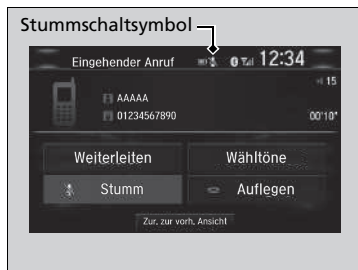 Stummschaltsymbol
Eingehender Anruf 12:34
15
AAAAA
01234567890 00'10"
Weiterleiten Wähltöne
Stumm Auflegen
Zur. zur vorh. Ansicht